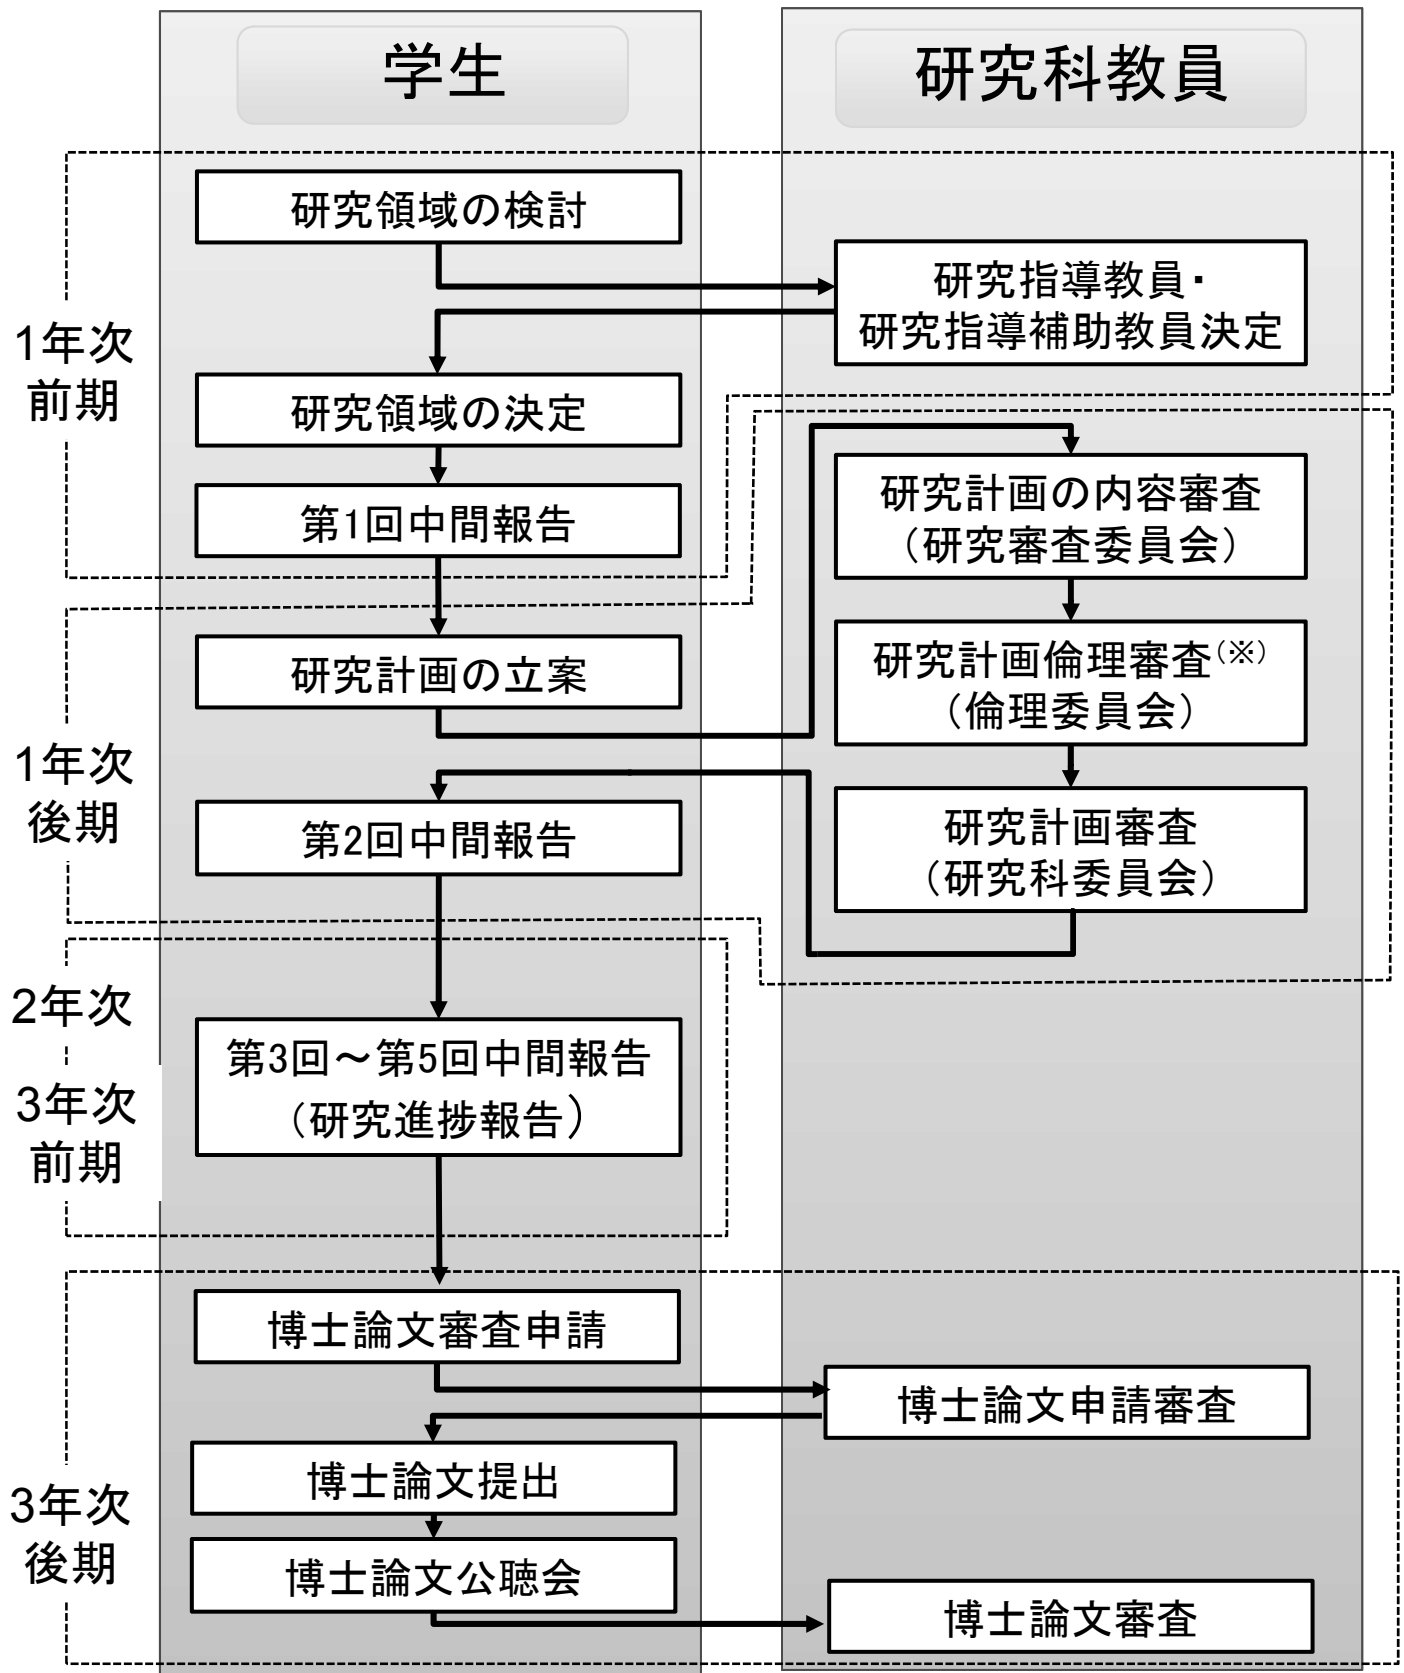 学生
研究科教員
1年次
前期
研究領域の検討
研究指導教員・
研究指導補助教員決定
研究領域の決定
第1回中間報告
1年次
後期
研究計画の立案
研究計画の内容審査
（研究審査委員会）
研究計画倫理審査(※)
（倫理委員会）
研究計画審査
（研究科委員会）
第2回中間報告
2年次
3年次
前期
第3回～第5回中間報告
（研究進捗報告）
3年次
後期
博士論文審査申請
博士論文申請審査
博士論文提出
博士論文公聴会
博士論文審査